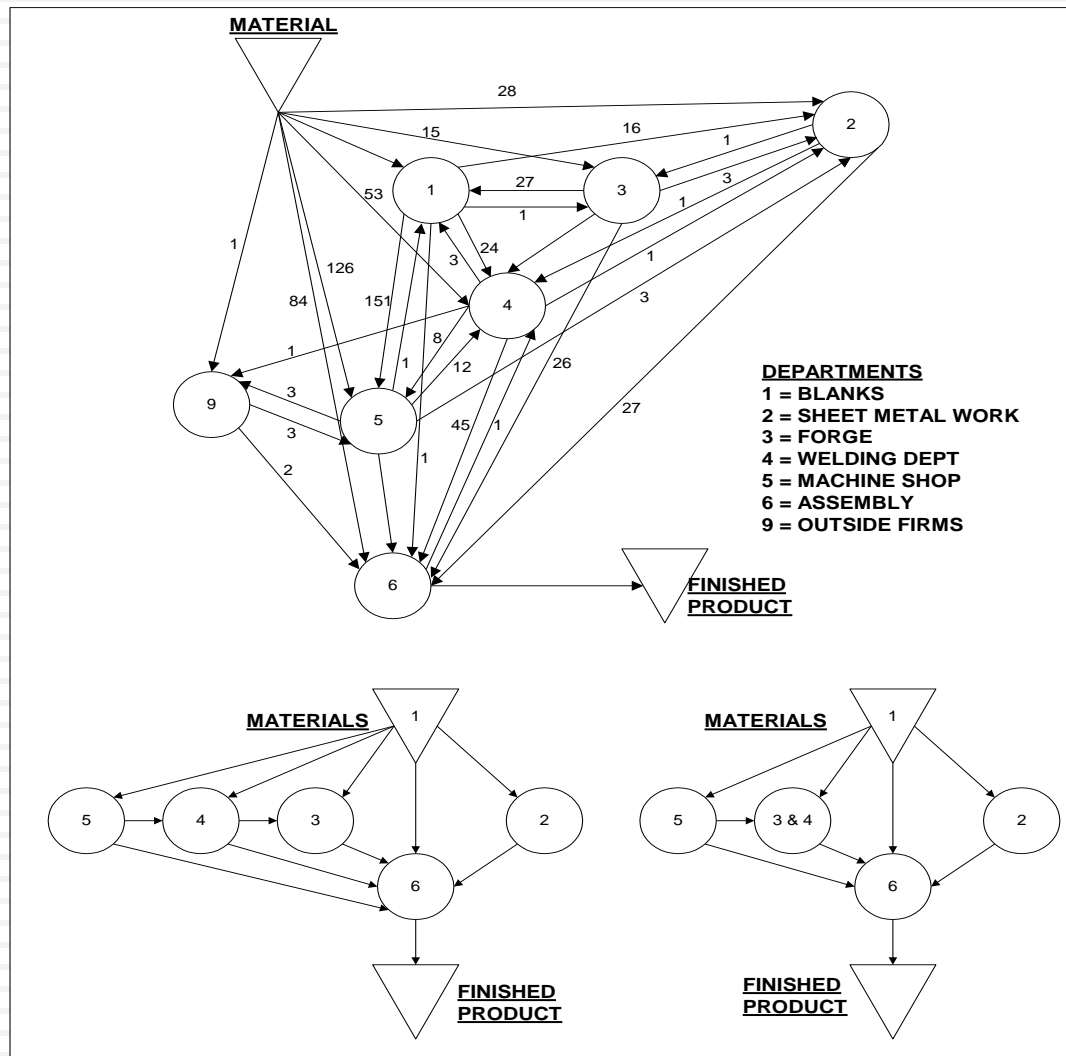 MATERIAL
28
2
15
16
1
1
27
3
3
53
1
1
24
1
3
1
126
84
151
4
3
8
1
1
12
26
9
3
5
3
45
1
1
27
2
6
DEPARTMENTS
1 = BLANKS
2 = SHEET METAL WORK
3 = FORGE
4 = WELDING DEPT
5 = MACHINE SHOP
6 = ASSEMBLY
9 = OUTSIDE FIRMS
FINISHED
PRODUCT
MATERIALS
1
5
4
3
2
6
FINISHED
PRODUCT
MATERIALS
1
5
3 & 4
2
6
FINISHED
PRODUCT